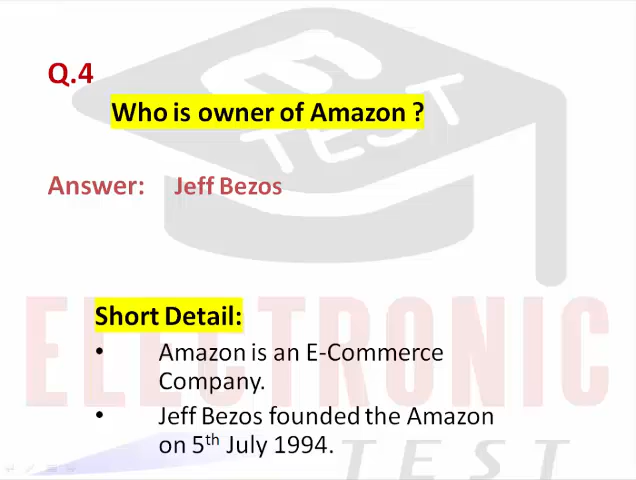 Q.4
Who is owner of Amazon ?
Answer: Jeff Bezos
Short Detail:
• Amazon is an E-Commerce
Company.
• Jeff Bezos founded the Amazon
on 5th July 1994.
E
TEST
ELECTRONIC
TEST